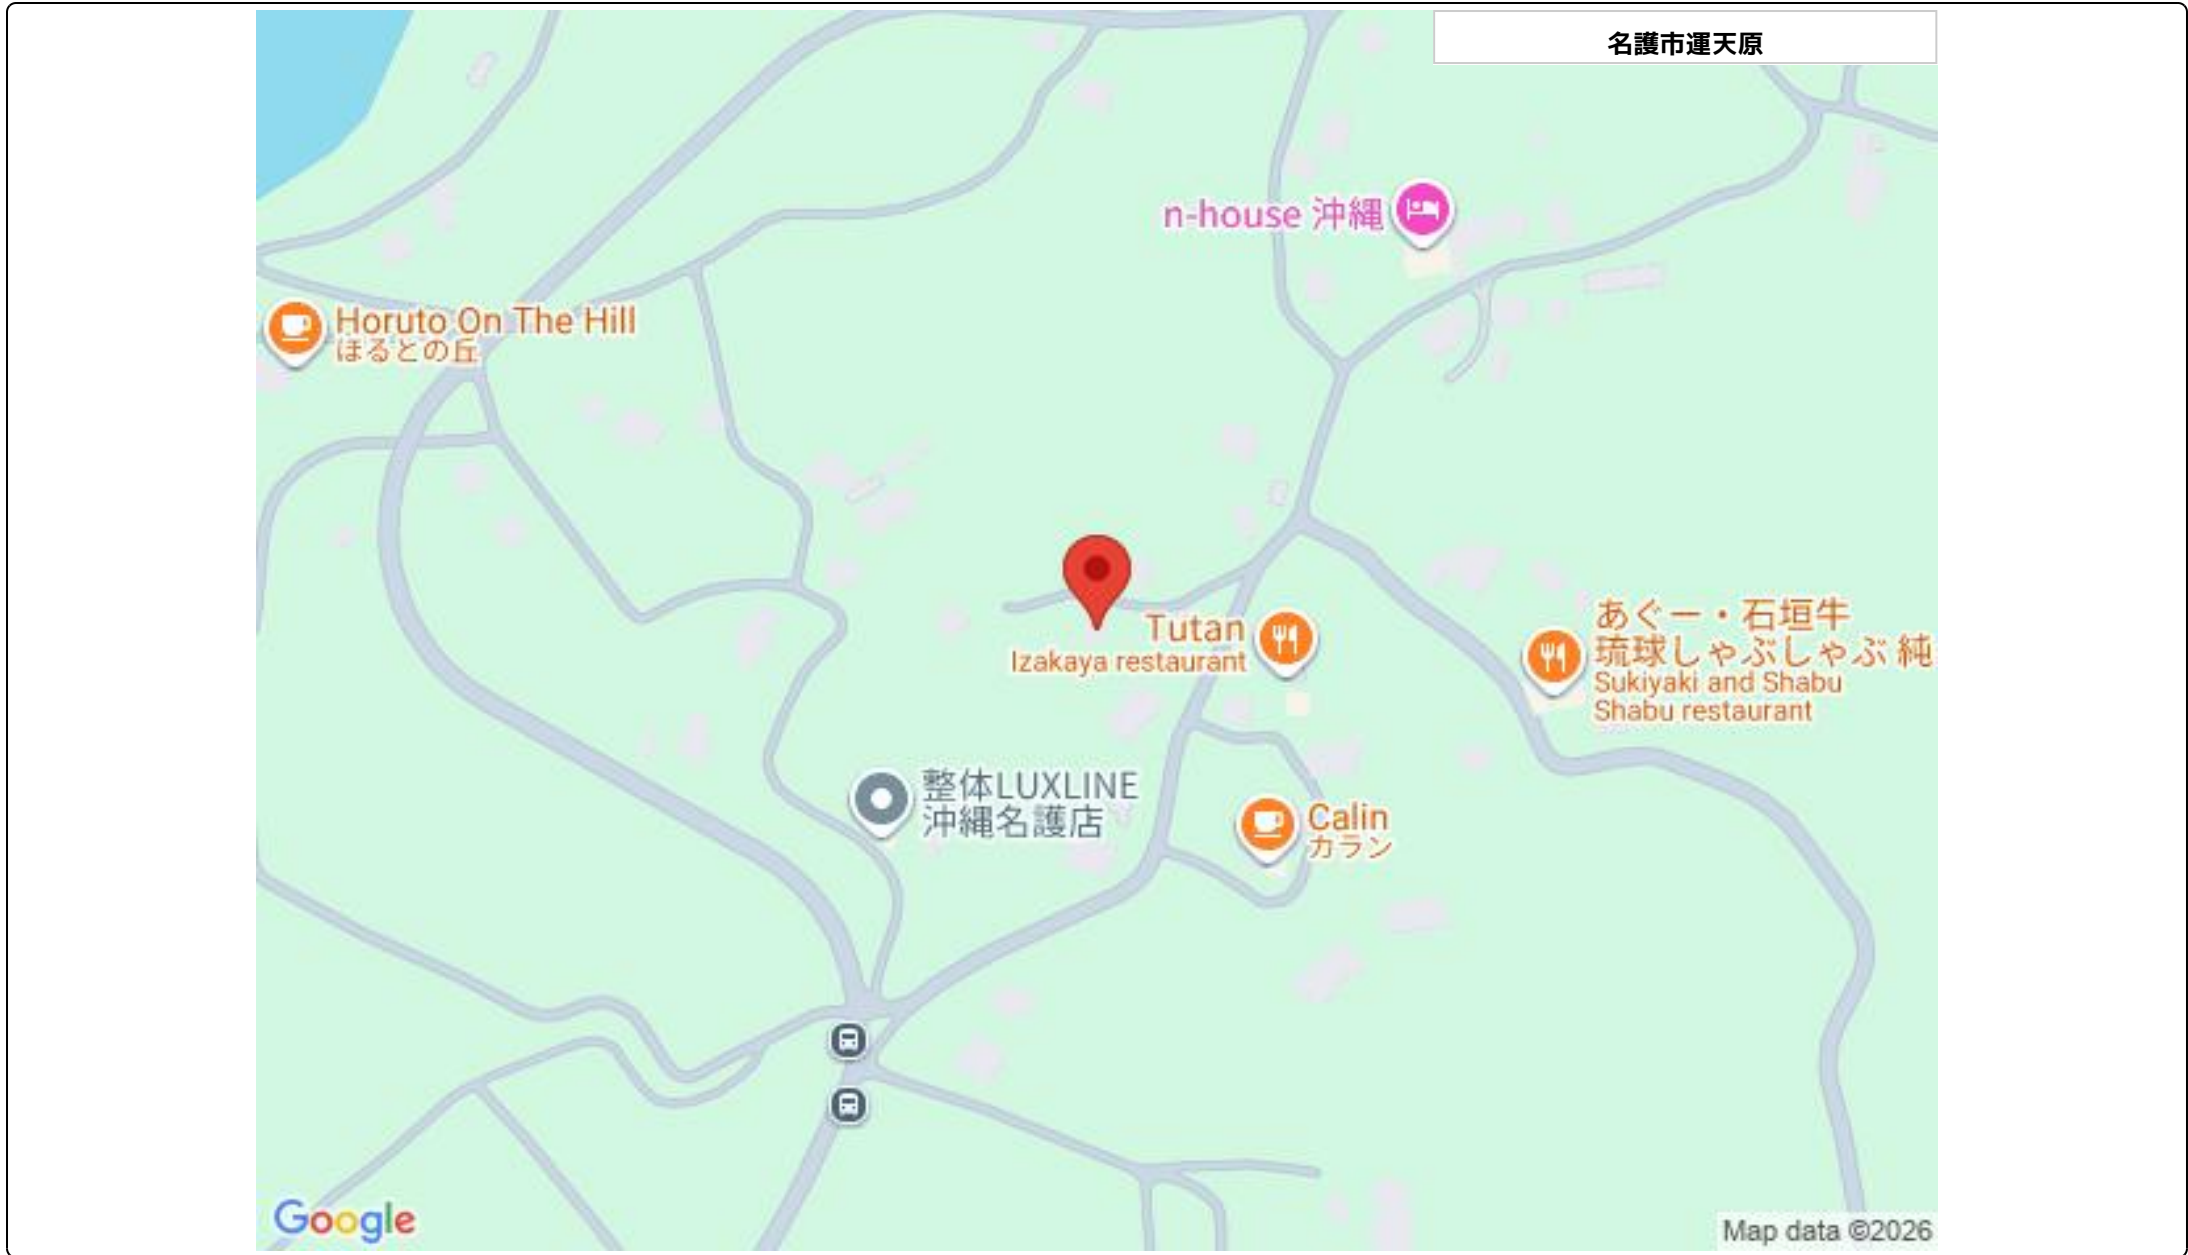 名護市運天原
n-house 沖縄
Horuto On The Hill
ほるとの丘
Tutan
Izakaya restaurant
あぐー・石垣牛
琉球しゃぶしゃぶ 純
Sukiyaki and Shabu
Shabu restaurant
整体LUXLINE
沖縄名護店
Calin
カラン
Google
Map data ©2026